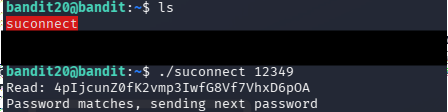 bandit20@bandit:~$ ls
suconnect
bandit20@bandit:~$ ./suconnect 12349
Read: 4pIjcunZ0fK2vmp3IwfG8Vf7VhxD6pOA
Password matches, sending next password